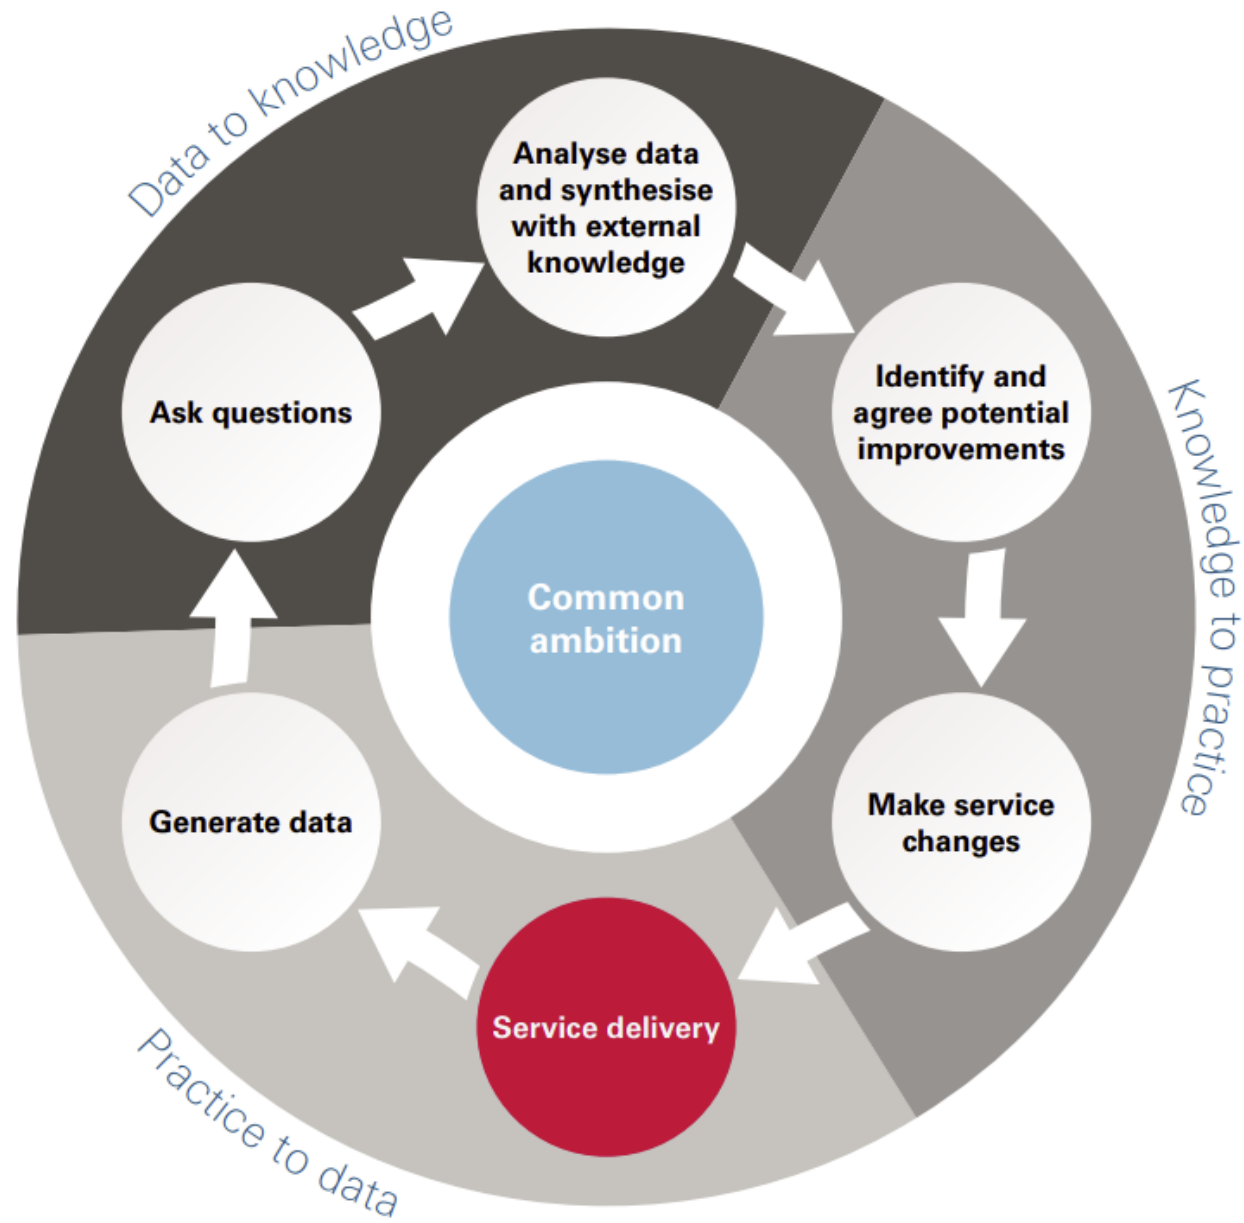 Data to knowledge
Analyse data
and synthesise
with external
knowledge
Ask questions
Identify and
agree potential
improvements
Knowledge to practice
Common
ambition
Generate data
Make service
changes
Service delivery
Practice to data